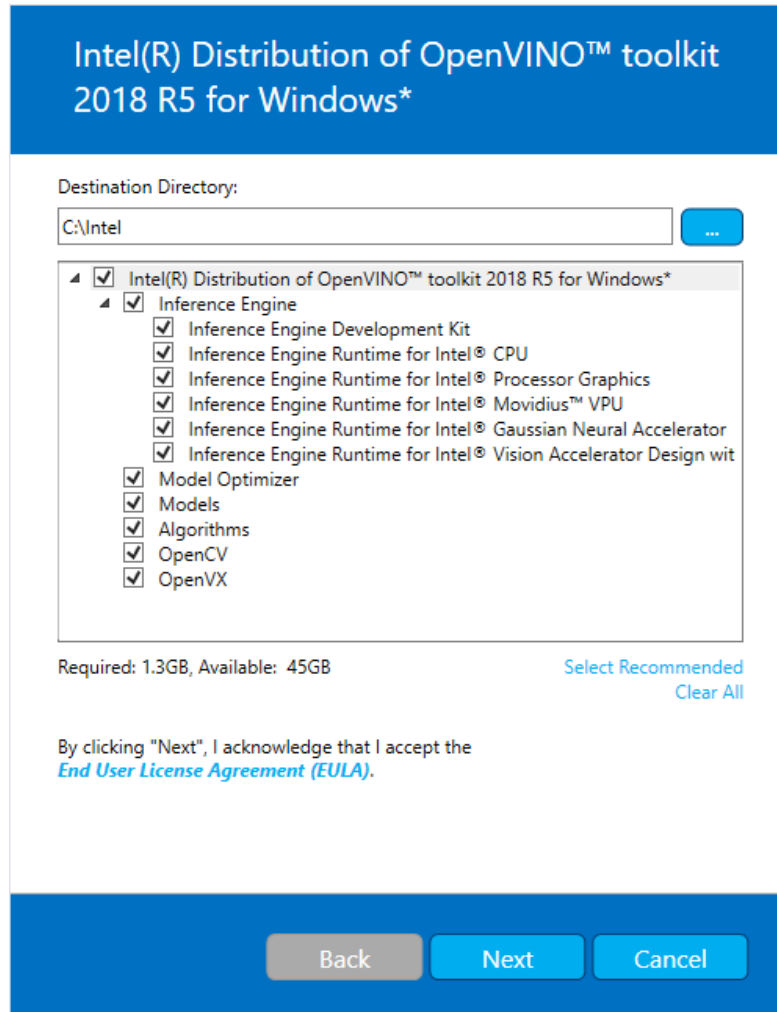 Intel(R) Distribution of OpenVINO™ toolkit
2018 R5 for Windows*
Destination Directory:
C:\Intel
...
Intel(R) Distribution of OpenVINO™ toolkit 2018 R5 for Windows*
Inference Engine
Inference Engine Development Kit
Inference Engine Runtime for Intel® CPU
Inference Engine Runtime for Intel® Processor Graphics
Inference Engine Runtime for Intel® Movidius™ VPU
Inference Engine Runtime for Intel® Gaussian Neural Accelerator
Inference Engine Runtime for Intel® Vision Accelerator Design wit
Model Optimizer
Models
Algorithms
OpenCV
OpenVX
Required: 1.3GB, Available: 45GB
Select Recommended
Clear All
By clicking "Next", I acknowledge that I accept the
End User License Agreement (EULA).
Back
Next
Cancel